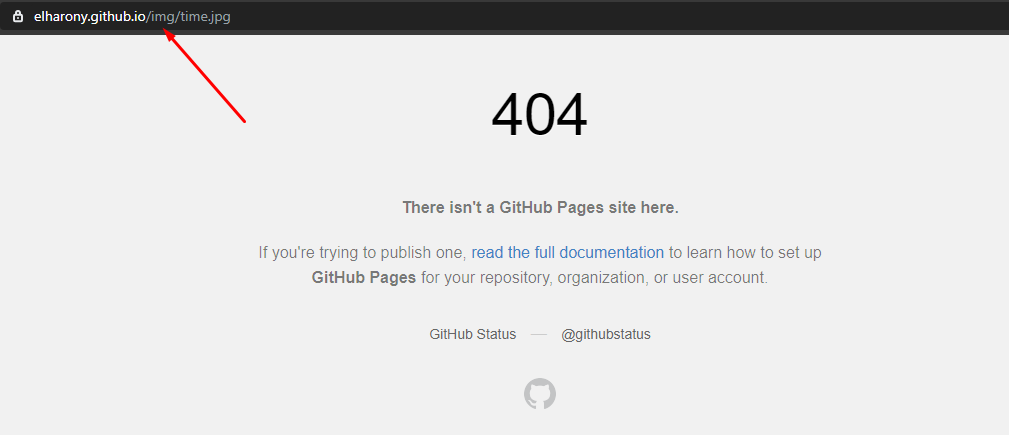 elharony.github.io/img/time.jpg
404
There isn't a GitHub Pages site here.
If you're trying to publish one, read the full documentation to learn how to set up
GitHub Pages for your repository, organization, or user account.
GitHub Status — @githubstatus